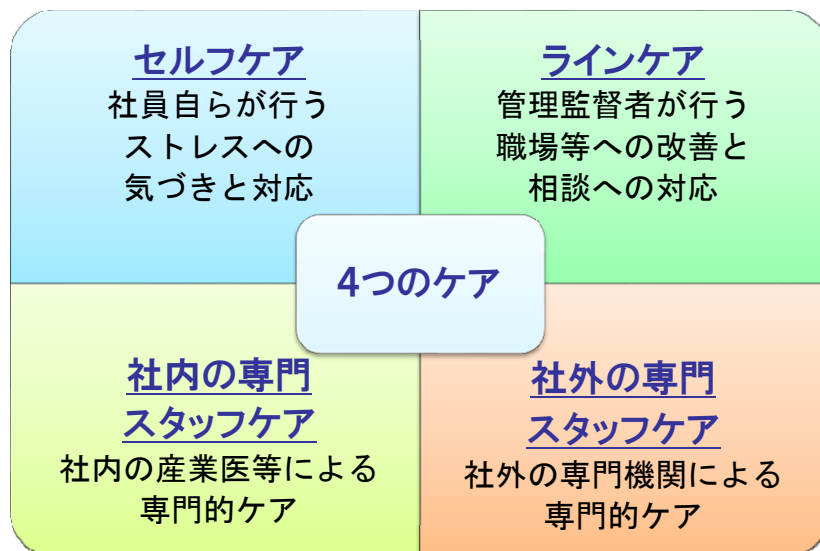 セルフケア
社員自らが行う
ストレスへの
気づきと対応
ラインケア
管理監督者が行う
職場等への改善と
相談への対応
4つのケア
社内の専門
スタッフケア
社内の産業医等による
専門的ケア
社外の専門
スタッフケア
社外の専門機関による
専門的ケア